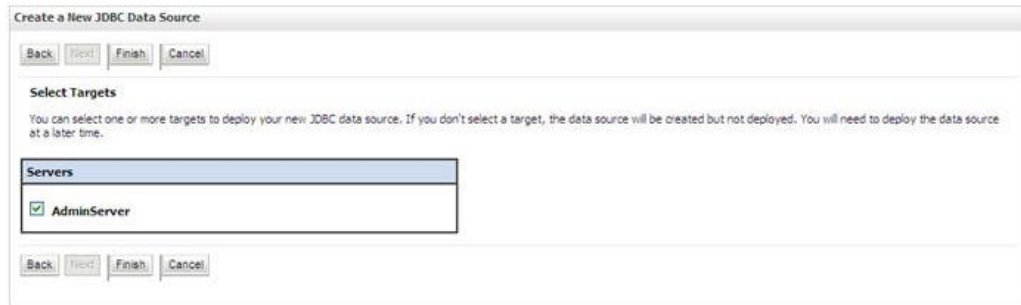 Create a New JDBC Data Source
Back Next Finish Cancel
Select Targets
You can select one or more targets to deploy your new JDBC data source. If you don't select a target, the data source will be created but not deployed. You will need to deploy the data source
at a later time.
Servers
AdminServer
Back Next Finish Cancel